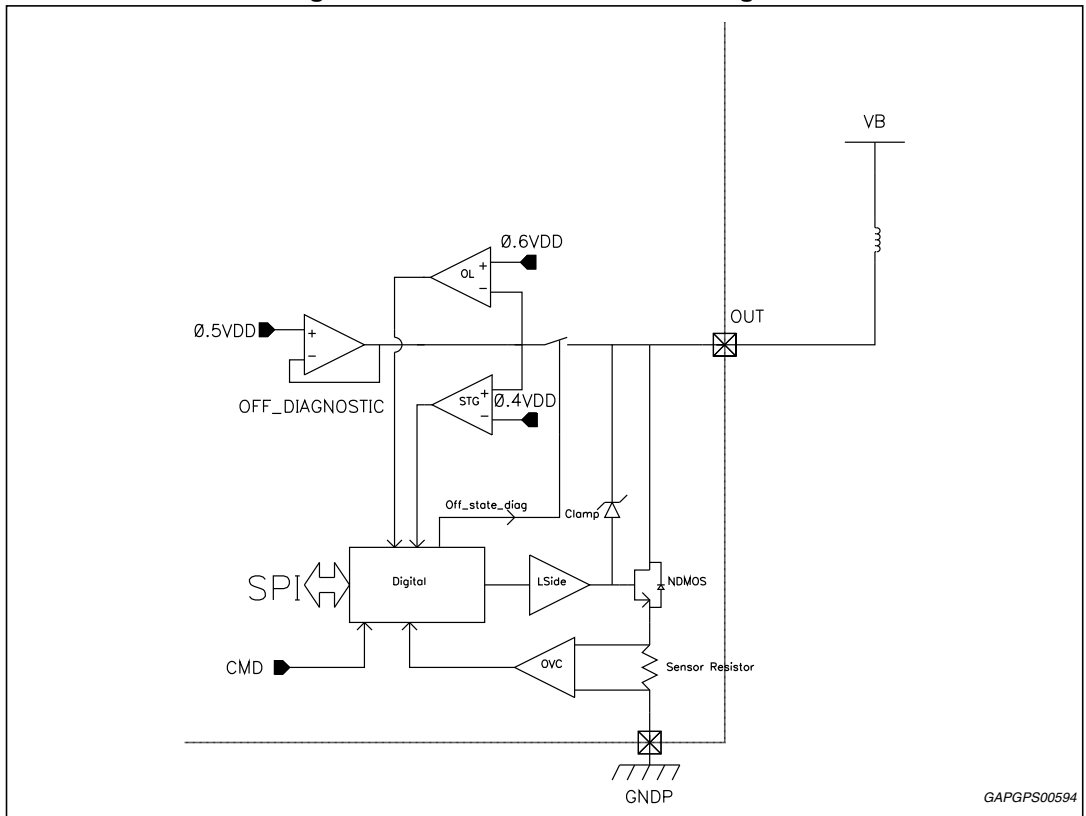 VB
0.6VDD
OL
+
−
0.5VDD
+
−
OUT
OFF_DIAGNOSTIC
STG
+
−
0.4VDD
Off_state_diag
Clamp
SPI
Digital
LSide
NDMOS
CMD
OVC
Sensor Resistor
GNDP
GAPGPS00594